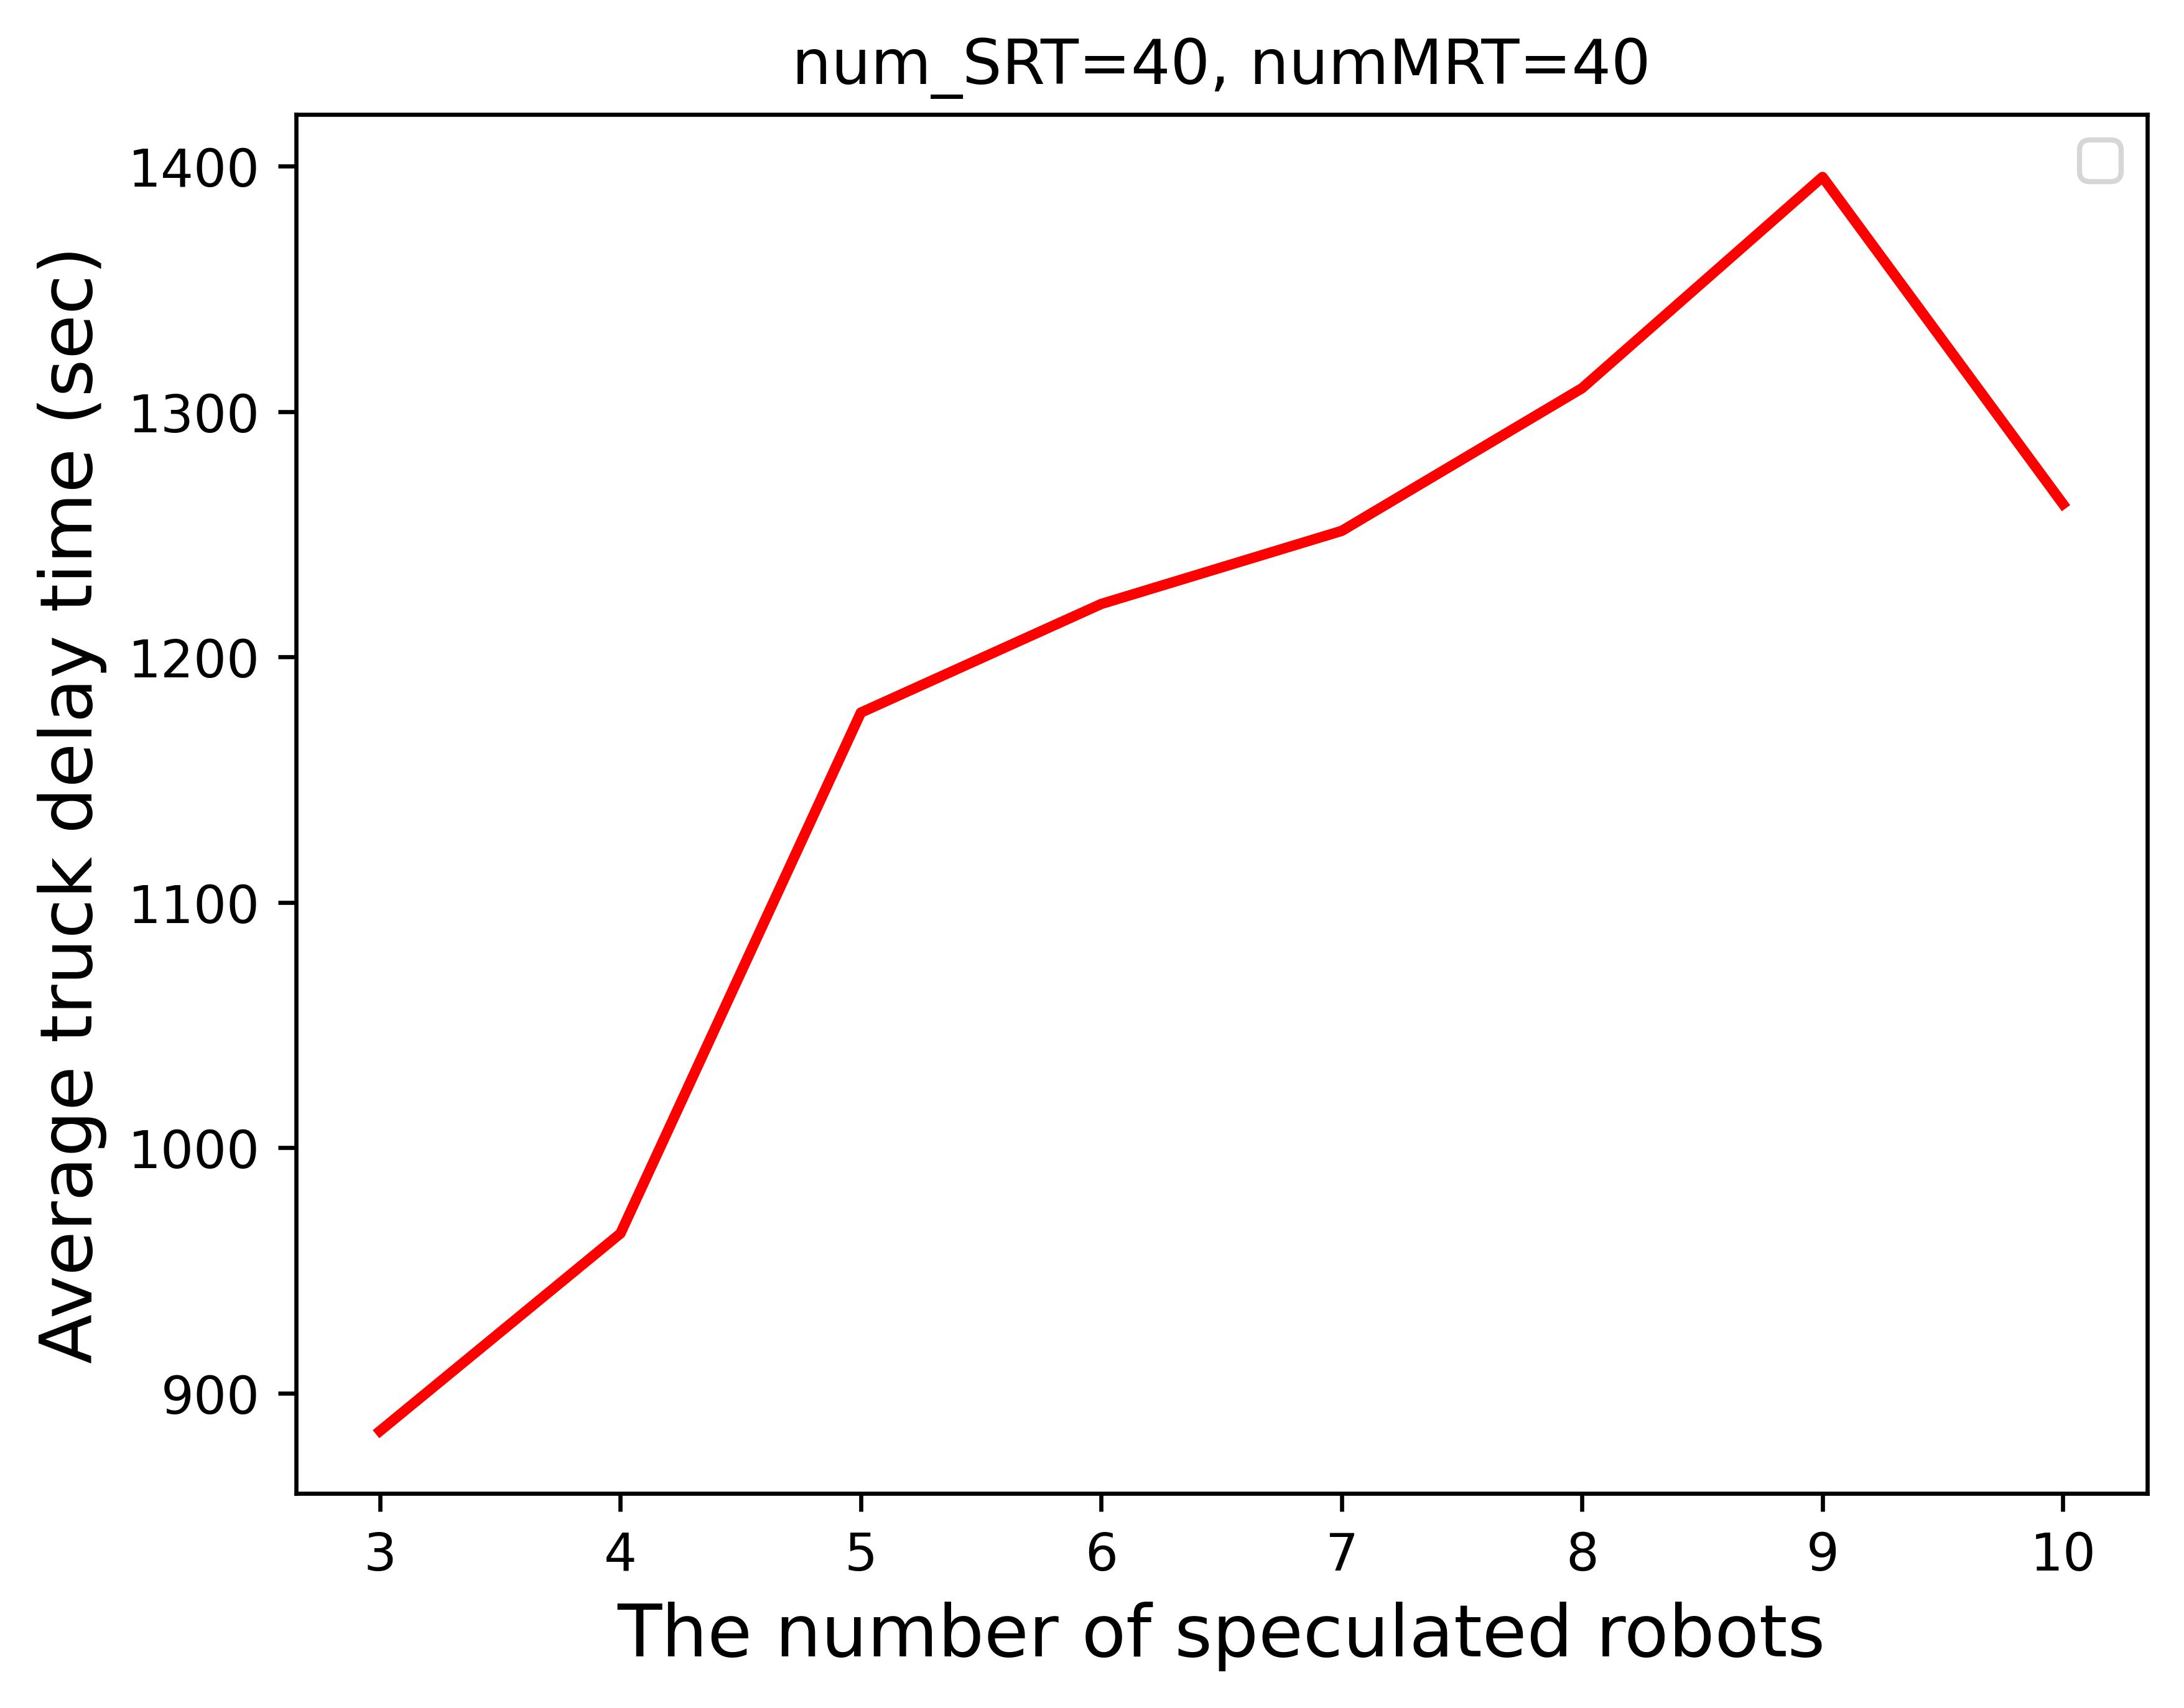 num_SRT=40, numMRT=40
Average truck delay time (sec)
1400
1300
1200
1100
1000
900
3 4 5 6 7 8 9 10
The number of speculated robots